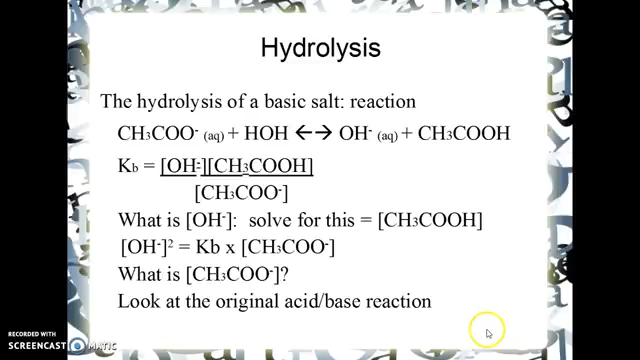 Hydrolysis
The hydrolysis of a basic salt: reaction
CH₃COO⁻ (aq) + HOH ←→ OH⁻ (aq) + CH₃COOH
Kb = [OH⁻][CH₃COOH]
[CH₃COO⁻]
What is [OH⁻]: solve for this = [CH₃COOH]
[OH⁻]² = Kb x [CH₃COO⁻]
What is [CH₃COO⁻]?
Look at the original acid/base reaction
RECORDED WITH
SCREENCAST MATIC